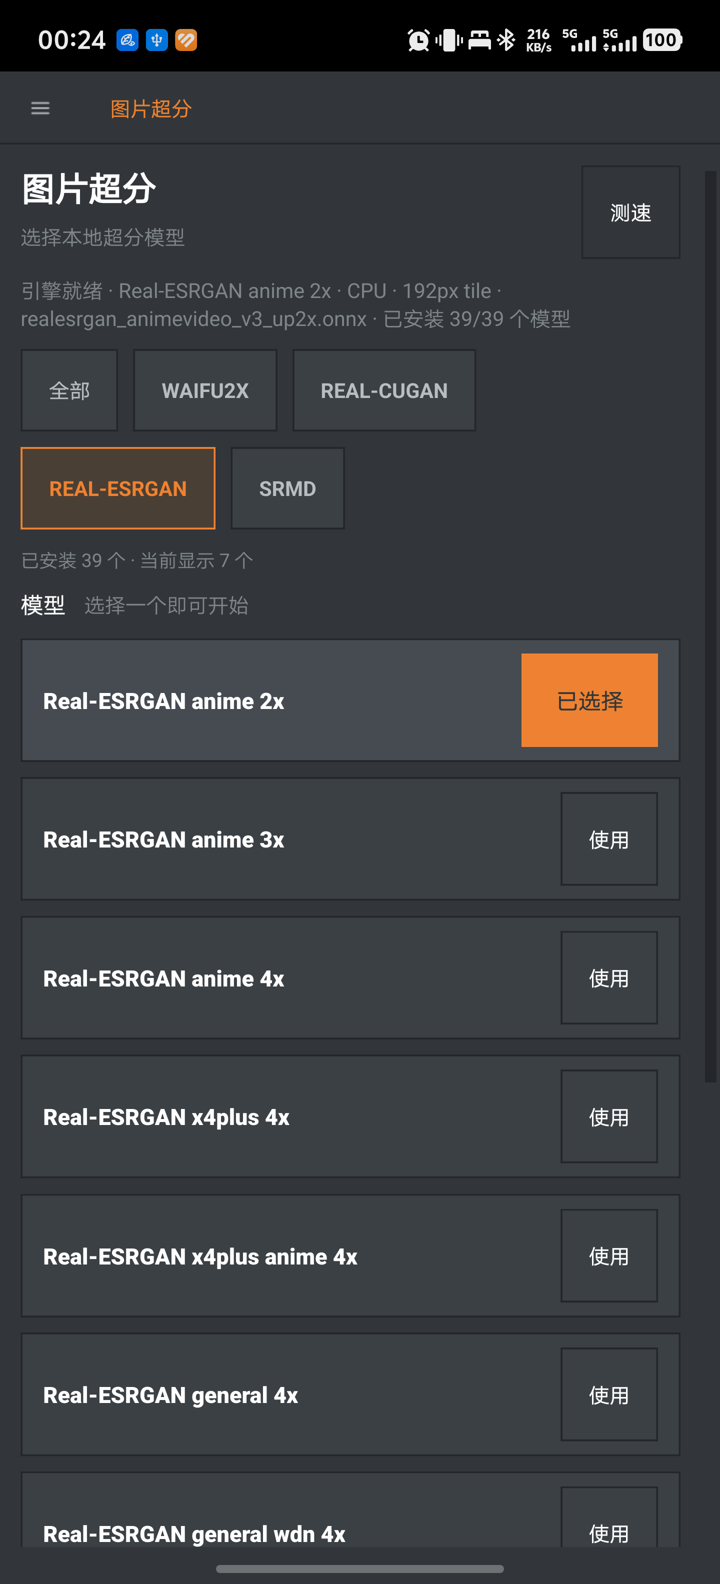 00:24
216 KB/s 5G 5G 100
图片超分
图片超分
测速
选择本地超分模型
引擎就绪 · Real-ESRGAN anime 2x · CPU · 192px tile ·
realesrgan_animevideo_v3_up2x.onnx · 已安装 39/39 个模型
全部 WAIFU2X REAL-CUGAN
REAL-ESRGAN SRMD
已安装 39 个 · 当前显示 7 个
模型 选择一个即可开始
Real-ESRGAN anime 2x 已选择
Real-ESRGAN anime 3x 使用
Real-ESRGAN anime 4x 使用
Real-ESRGAN x4plus 4x 使用
Real-ESRGAN x4plus anime 4x 使用
Real-ESRGAN general 4x 使用
Real-ESRGAN general wdn 4x 使用